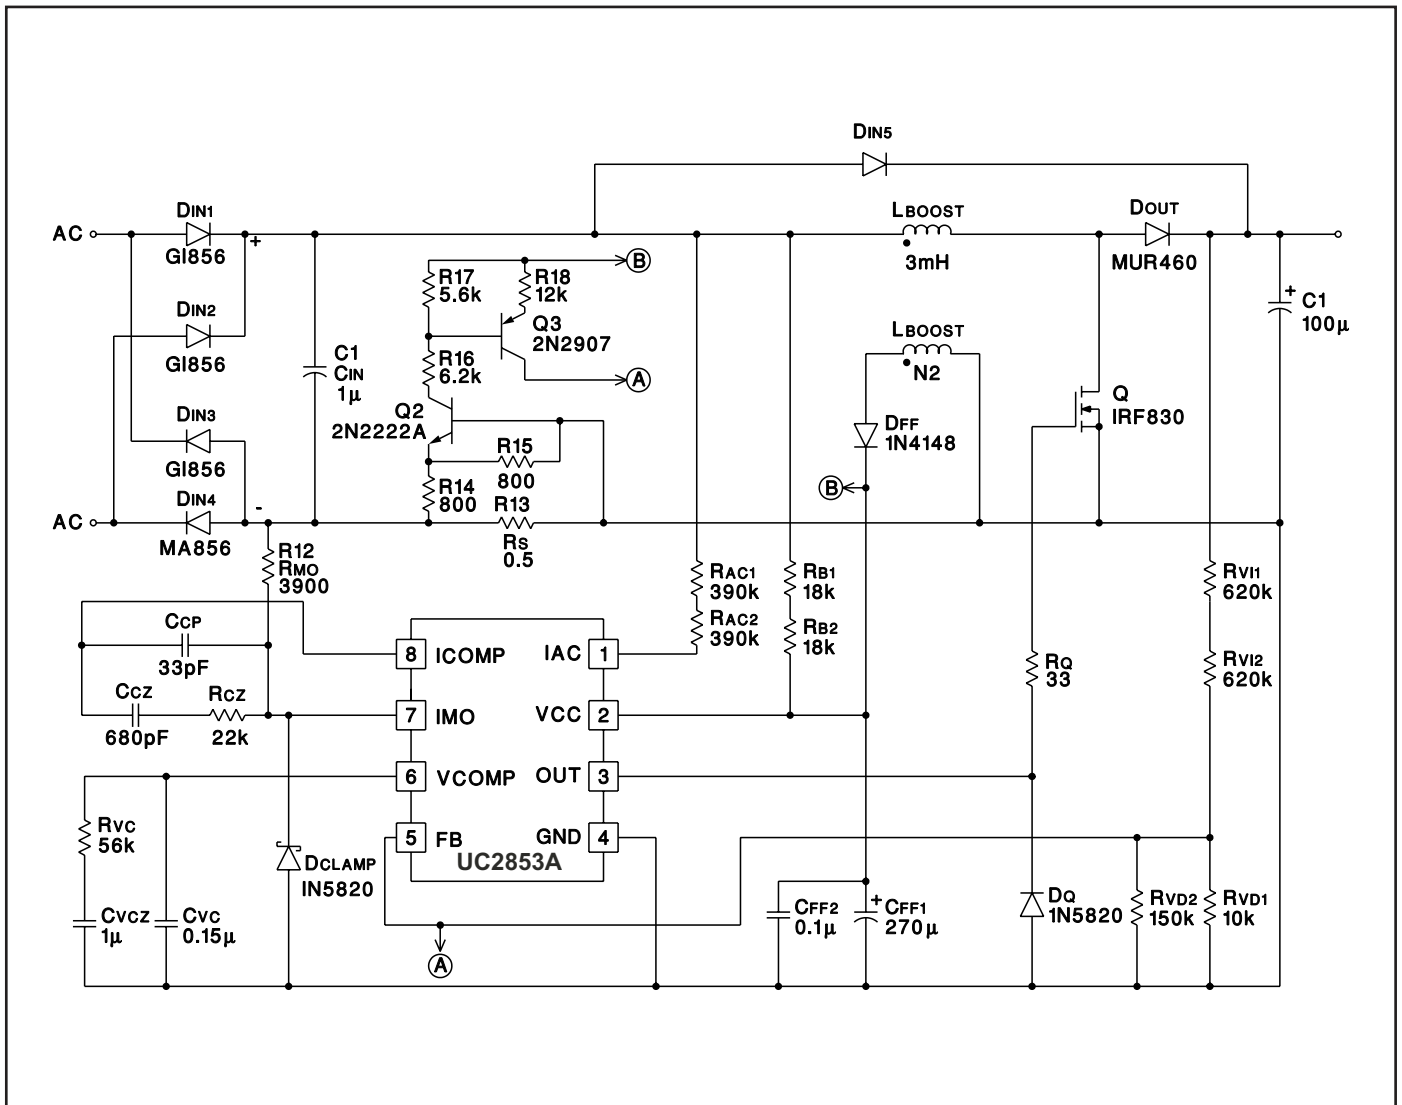 DIN5
DIN1
LBOOST
DOUT
AC
+
GI856
3mH
MUR460
B
R17
5.6k
R18
12k
DIN2
GI856
Q3
2N2907
LBOOST
N2
+
C1
100µ
C1
CIN
1µ
R16
6.2k
A
DIN3
GI856
Q2
2N2222A
DFF
1N4148
Q
IRF830
R15
800
R14
800
B
DIN4
-
R13
AC
MA856
RS
0.5
R12
RMO
3900
RAC1
390k
RB1
18k
RVI1
620k
CCP
33pF
RAC2
390k
RB2
18k
8 ICOMP
IAC 1
RQ
33
RVI2
620k
CCZ
680pF
RCZ
22k
7 IMO
VCC 2
6 VCOMP
OUT 3
RVC
56k
5 FB
GND 4
UC2853A
DCLAMP
IN5820
CVCZ
1µ
CVC
0.15µ
CFF2
0.1µ
+
CFF1
270µ
DQ
1N5820
RVD2
150k
RVD1
10k
A